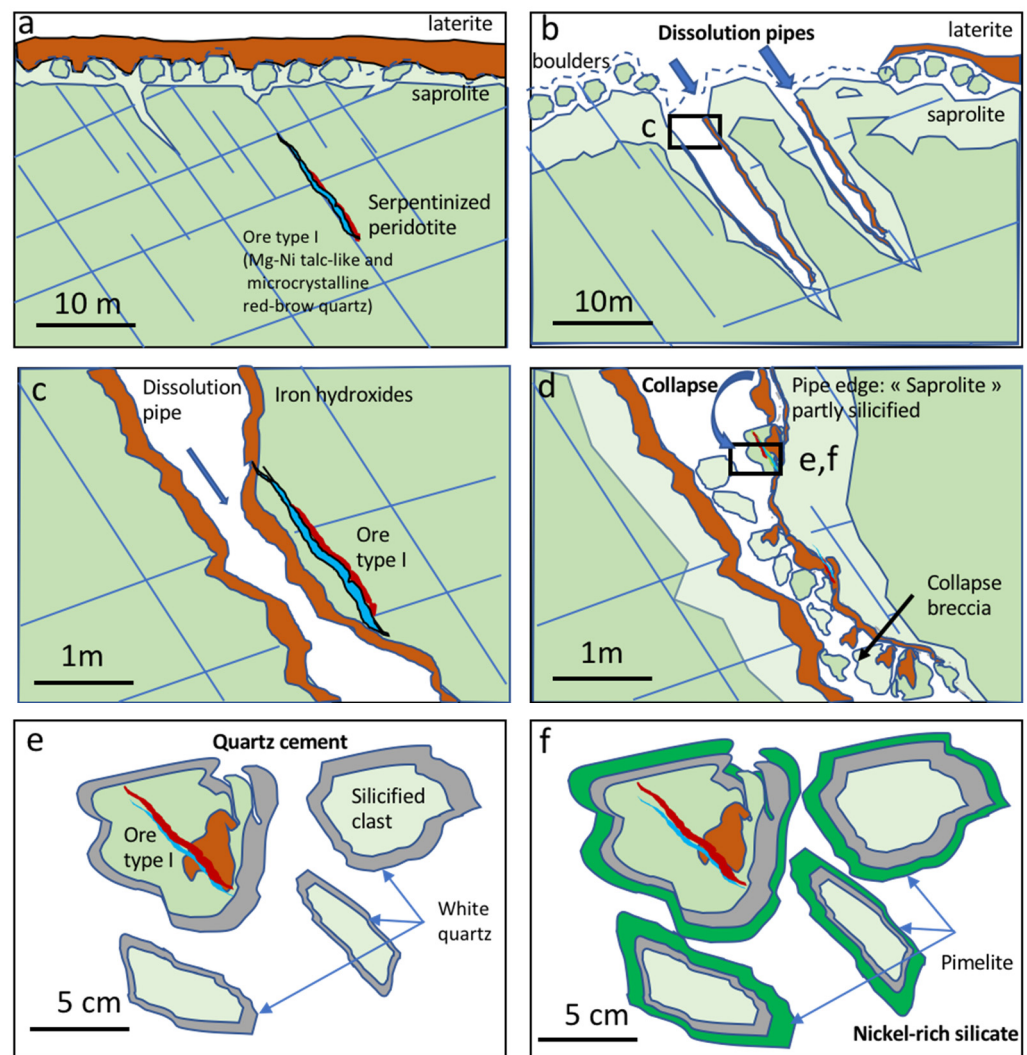 a
laterite
saprolite
Serpentinized
peridotite
Ore type I
(Mg-Ni talc-like and
microcrystalline
red-brow quartz)
10 m
b
Dissolution pipes
laterite
boulders
saprolite
c
10m
c
Dissolution
pipe
Iron hydroxides
Ore
type I
1m
d
Collapse
Pipe edge: « Saprolite »
partly silicified
e,f
Collapse
breccia
1m
e
Quartz cement
Silicified
clast
Ore
type I
White
quartz
5 cm
f
Pimelite
5 cm
Nickel-rich silicate